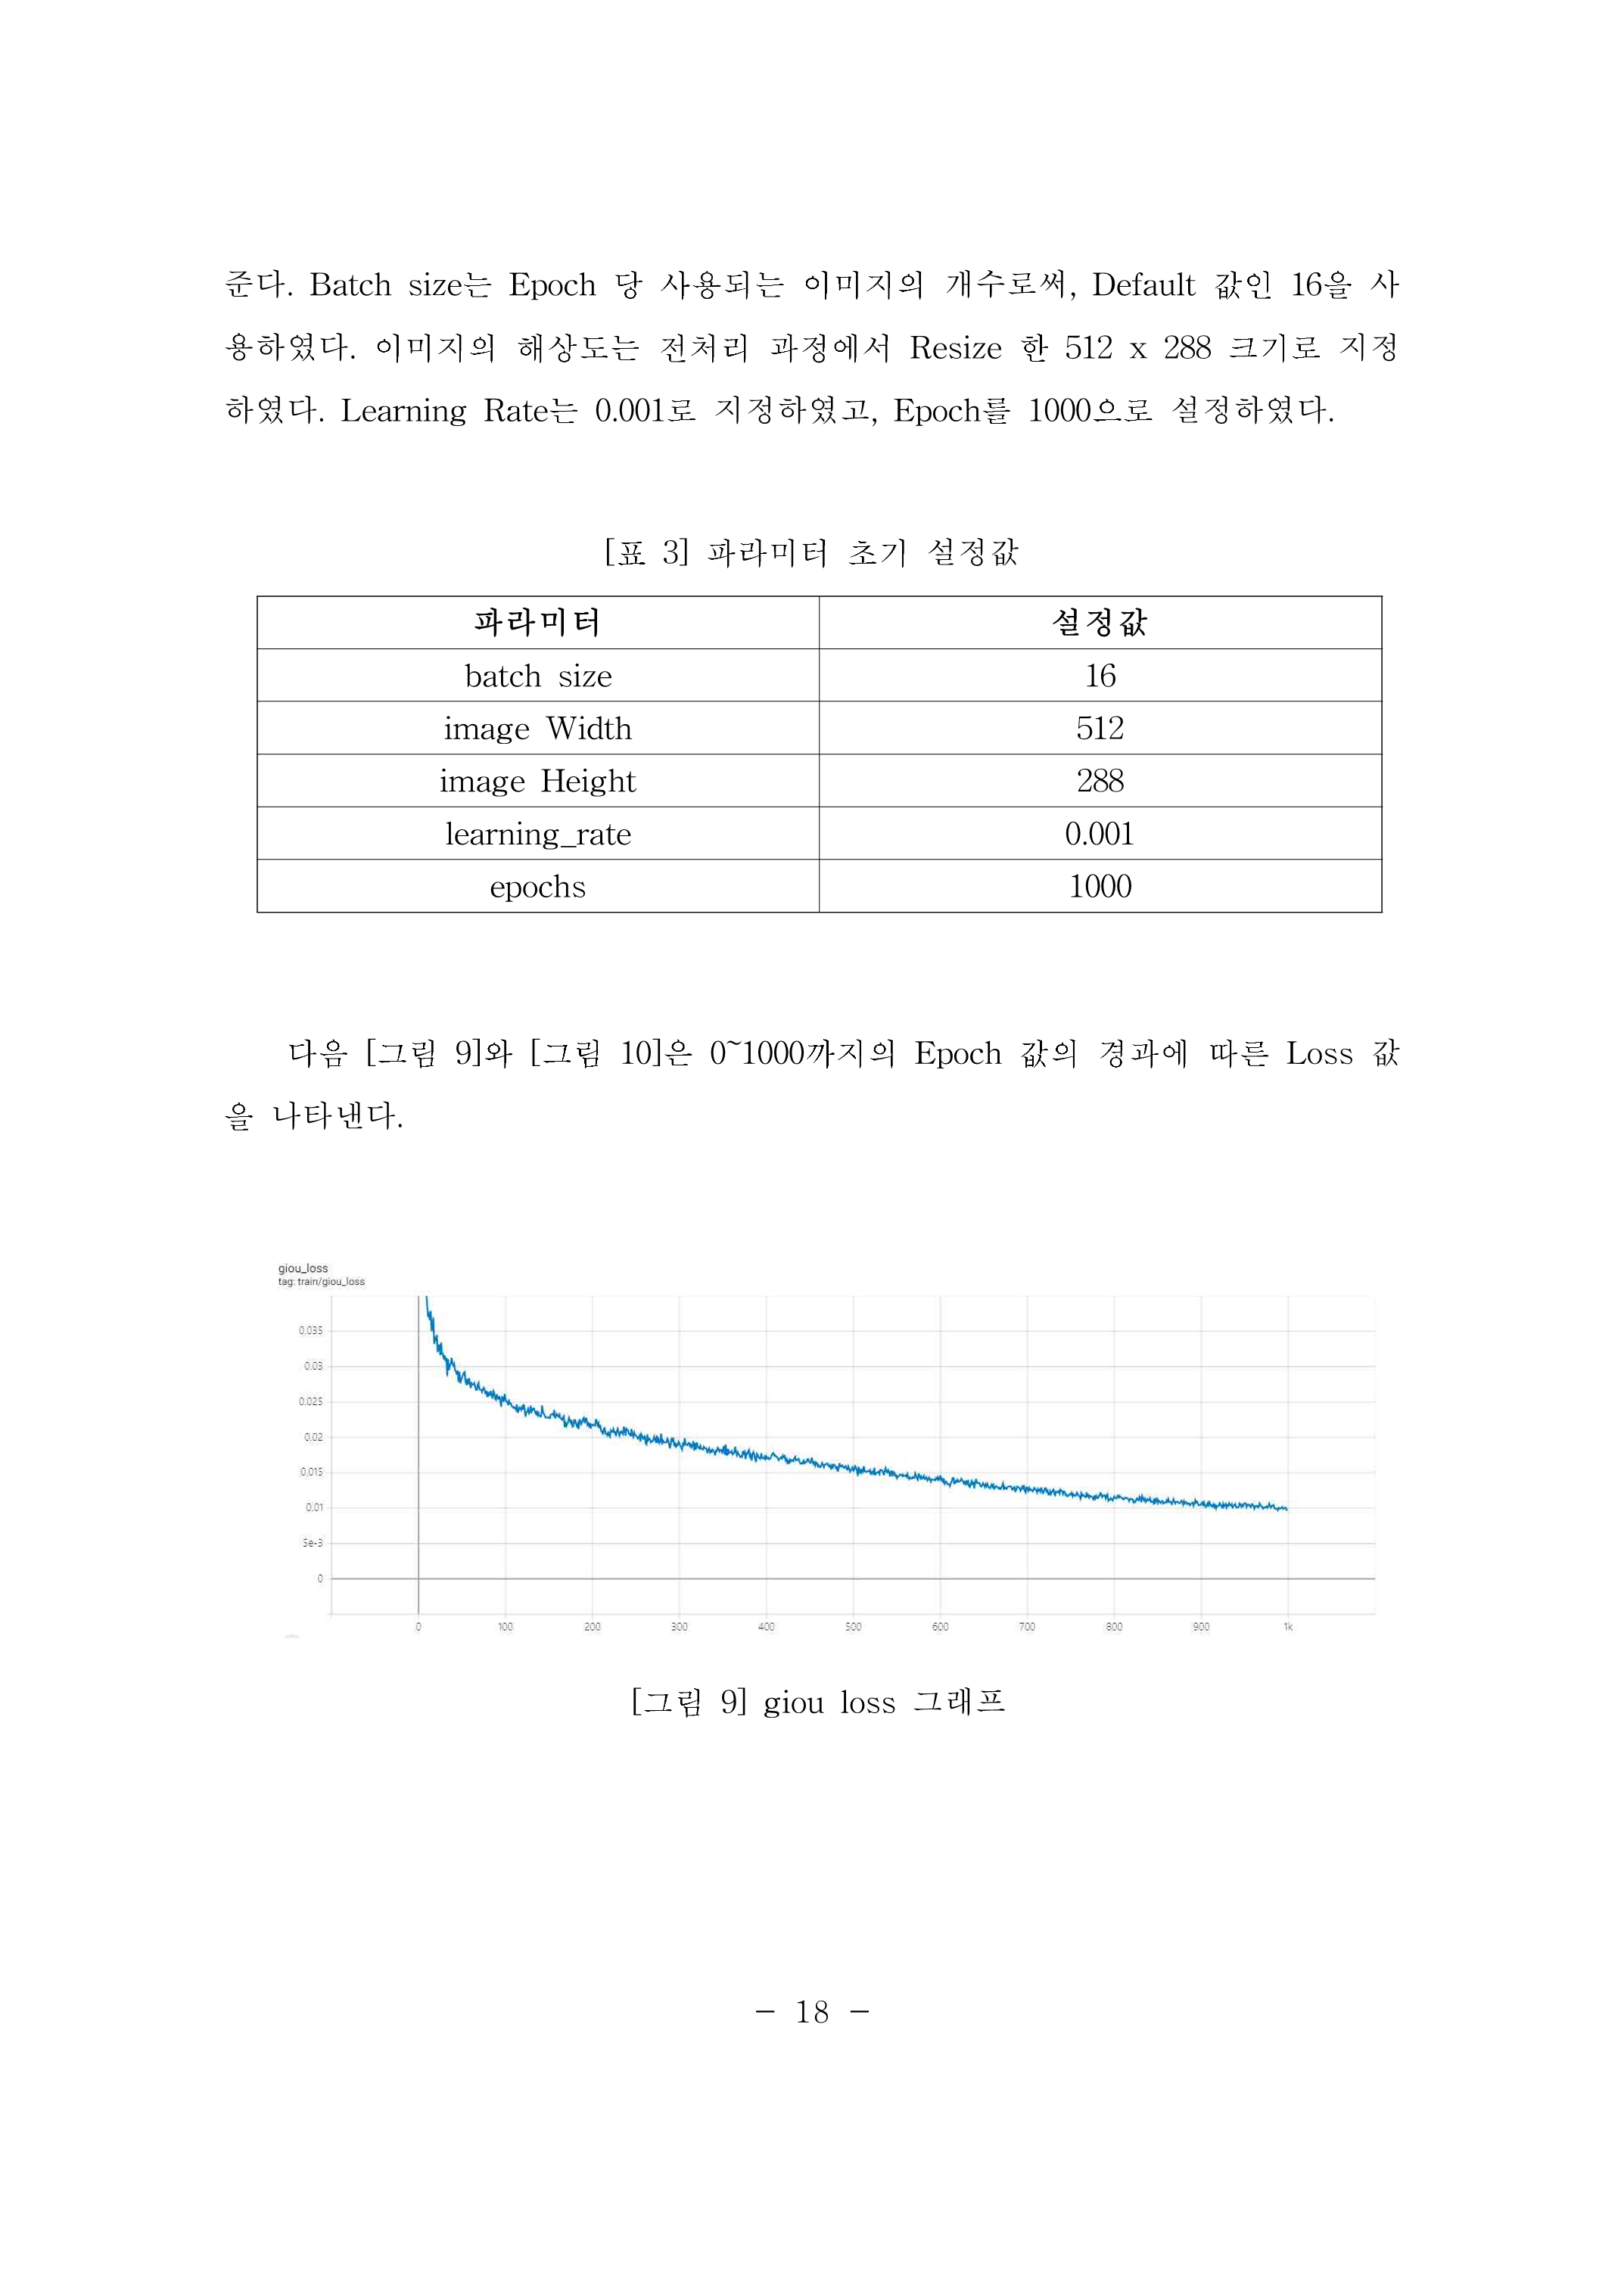 준다. Batch size는 Epoch 당 사용되는 이미지의 개수로써, Default 값인 16을 사
용하였다. 이미지의 해상도는 전처리 과정에서 Resize 한 512 x 288 크기로 지정
하였다. Learning Rate는 0.001로 지정하였고, Epoch를 1000으로 설정하였다.
[표 3] 파라미터 초기 설정값
파라미터 설정값
batch size 16
image Width 512
image Height 288
learning_rate 0.001
epochs 1000
다음 [그림 9]와 [그림 10]은 0~1000까지의 Epoch 값의 경과에 따른 Loss 값
을 나타낸다.
giou_loss
tag: train/giou_loss
0.035
0.03
0.025
0.02
0.015
0.01
5e-3
0
0 100 200 300 400 500 600 700 800 900 1k
[그림 9] giou loss 그래프
- 18 -